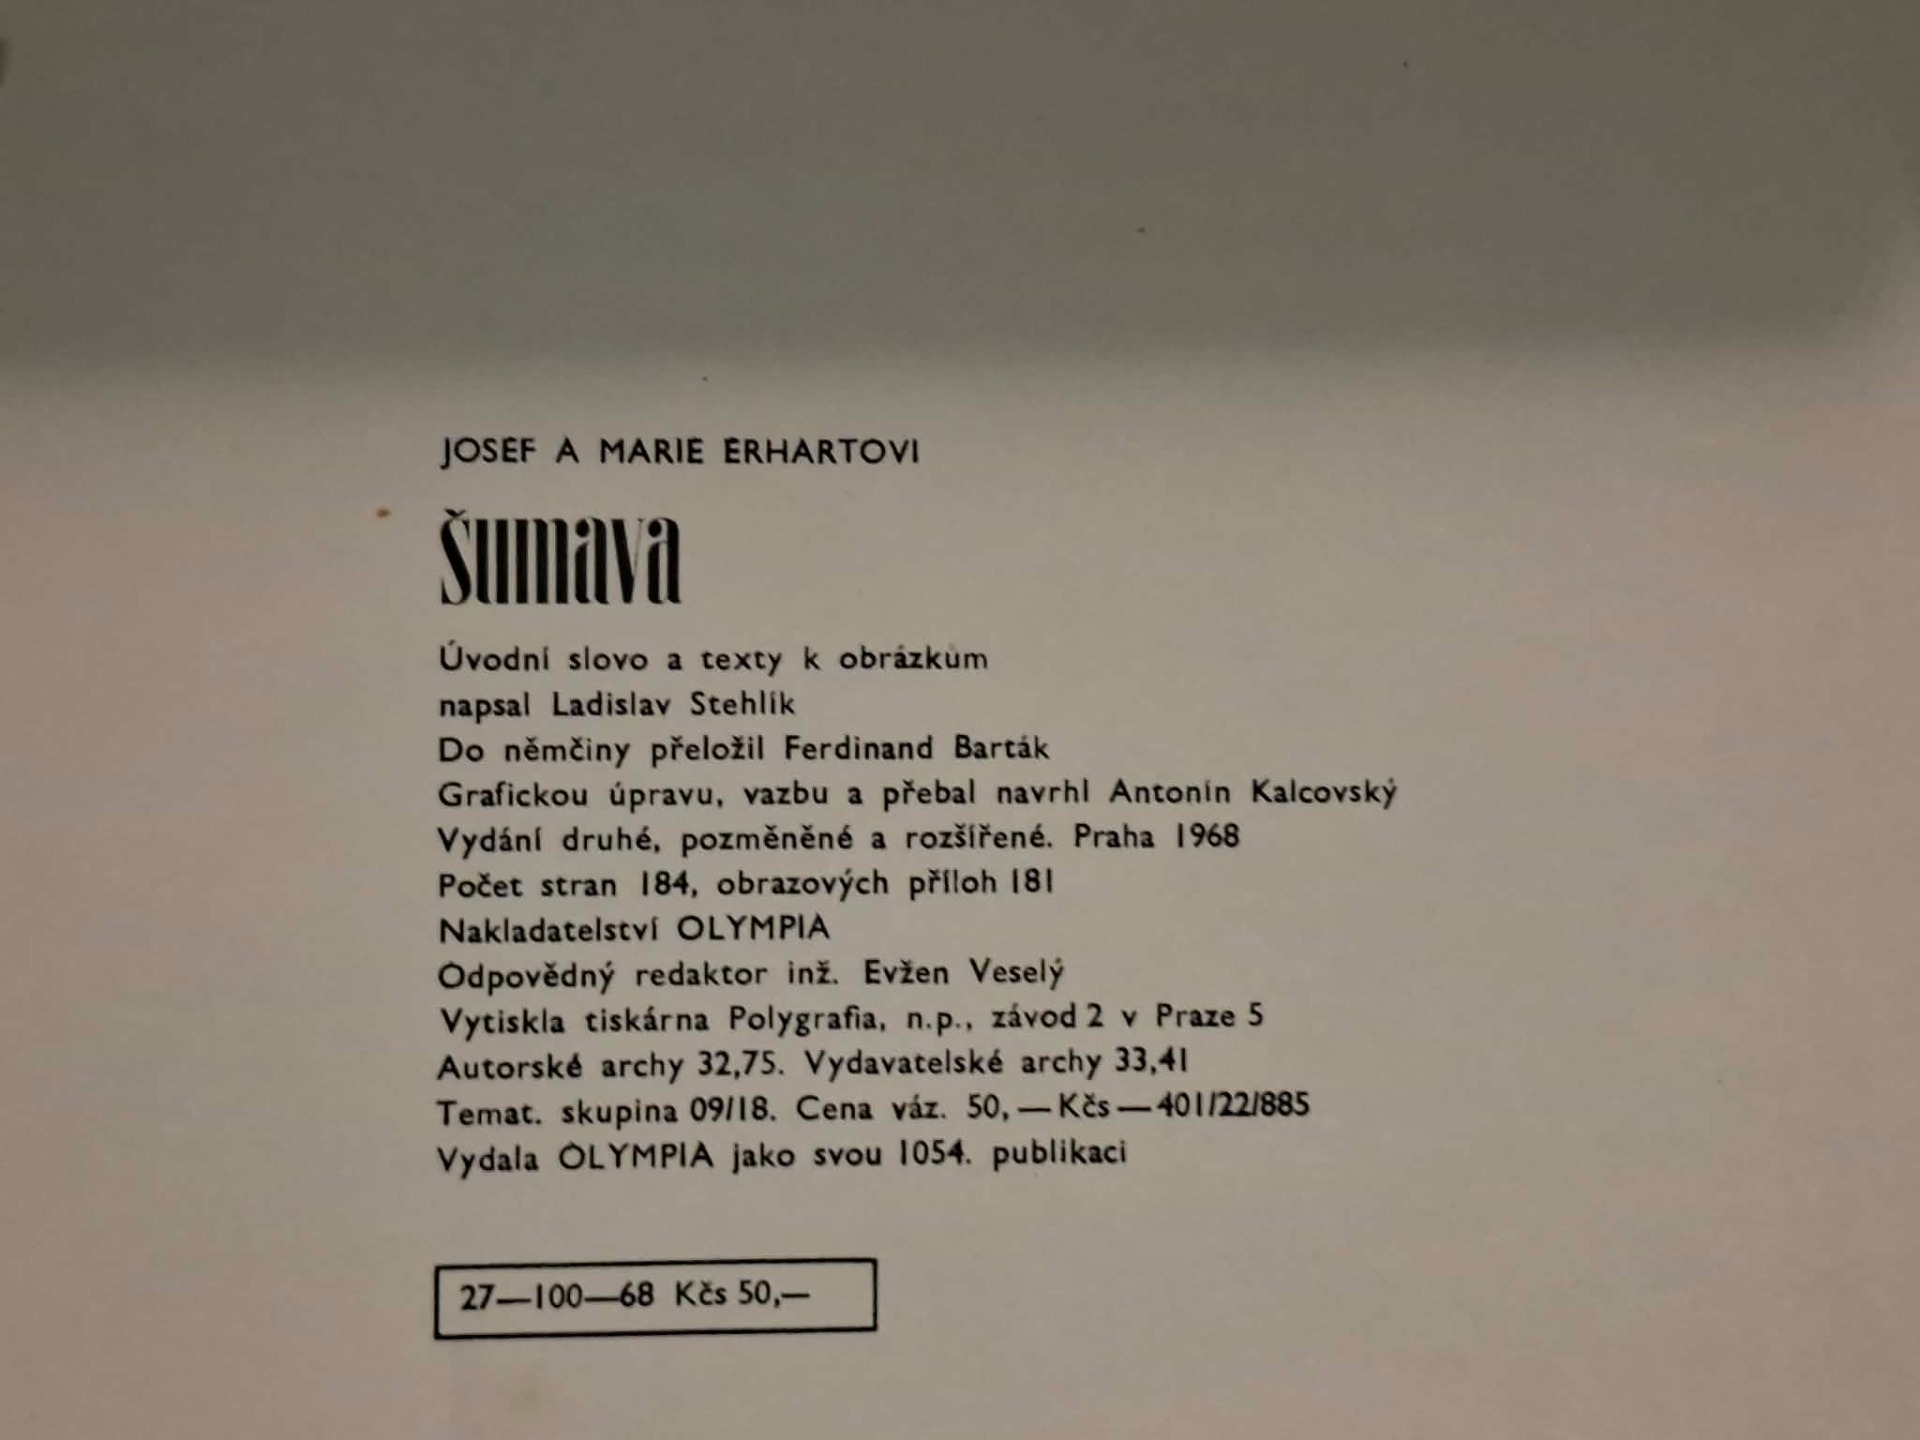 JOSEF A MARIE ERHARTOVI
Šumava
Úvodní slovo a texty k obrázkům
napsal Ladislav Stehlík
Do němčiny přeložil Ferdinand Barták
Grafickou úpravu, vazbu a přebal navrhl Antonín Kalcovský
Vydání druhé, pozměněné a rozšířené. Praha 1968
Počet stran 184, obrazových příloh 181
Nakladatelství OLYMPIA
Odpovědný redaktor inž. Evžen Veselý
Vytiskla tiskárna Polygrafia, n.p., závod 2 v Praze 5
Autorské archy 32,75. Vydavatelské archy 33,41
Temat. skupina 09/18. Cena váz. 50,— Kčs — 401/22/885
Vydala OLYMPIA jako svou 1054. publikaci
27—100—68 Kčs 50,—